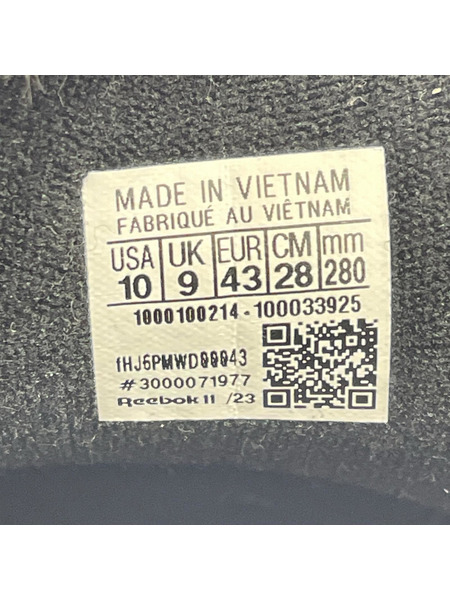 MADE IN VIETNAM
FABRIQUÉ AU VIÊTNAM
USA UK EUR CM mm
10 9 43 28 280
1000100214-100033925
#3000071977
Reebok 11 /23